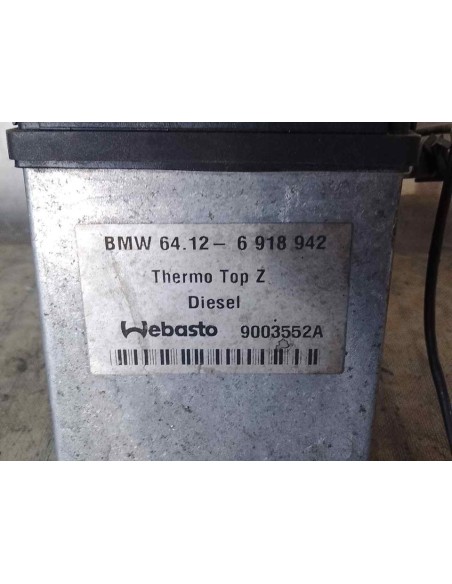 BMW 64.12– 6 918 942
Thermo Top Z
Diesel
Webasto 9003552A